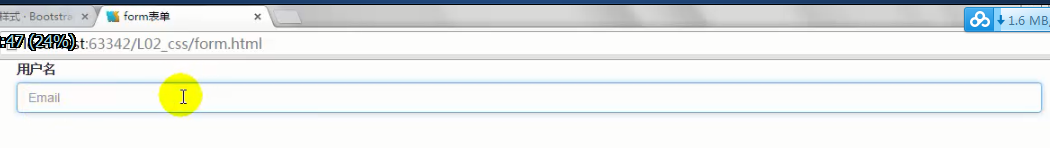 样式 · Bootstra
form表单
1.6 MB
:47 (24%)
host:63342/L02_css/form.html
用户名
Email